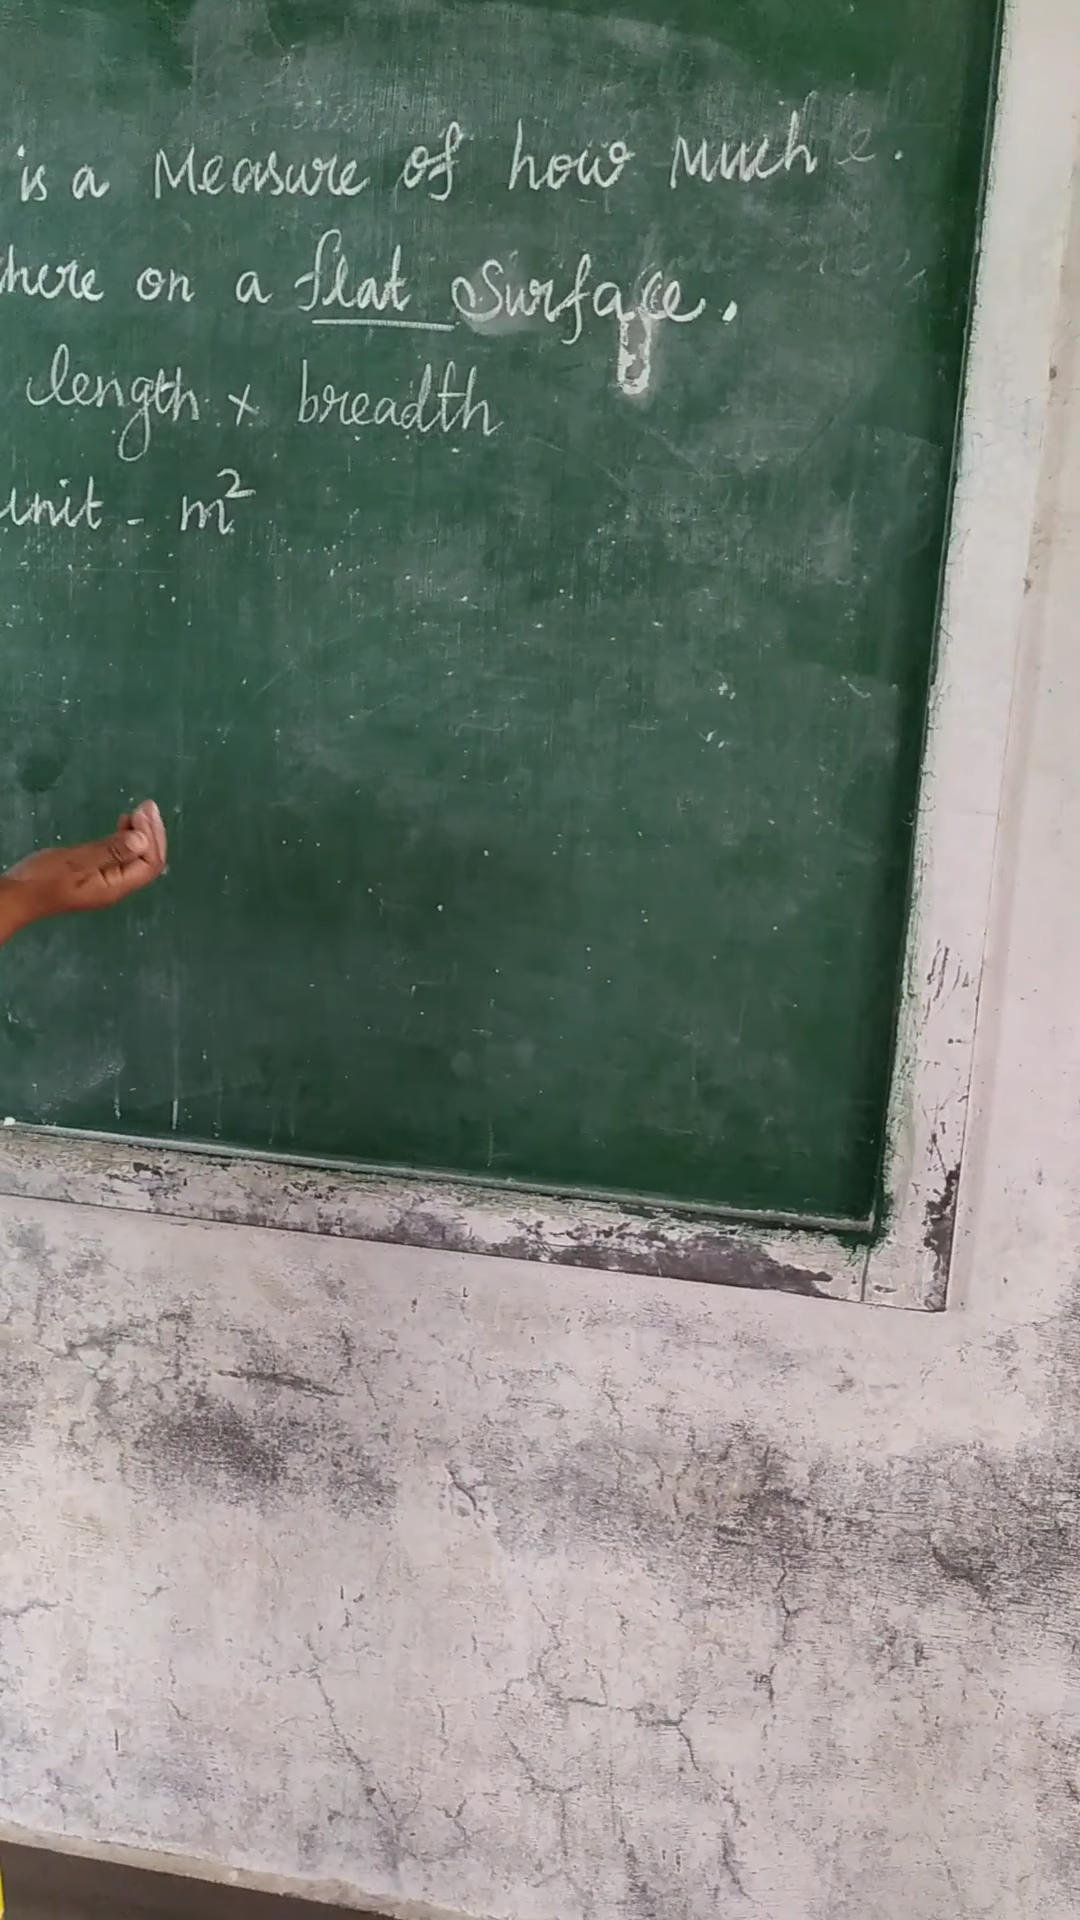 is a Measure of how Much
here on a flat Surface.
length x breadth
unit - m²